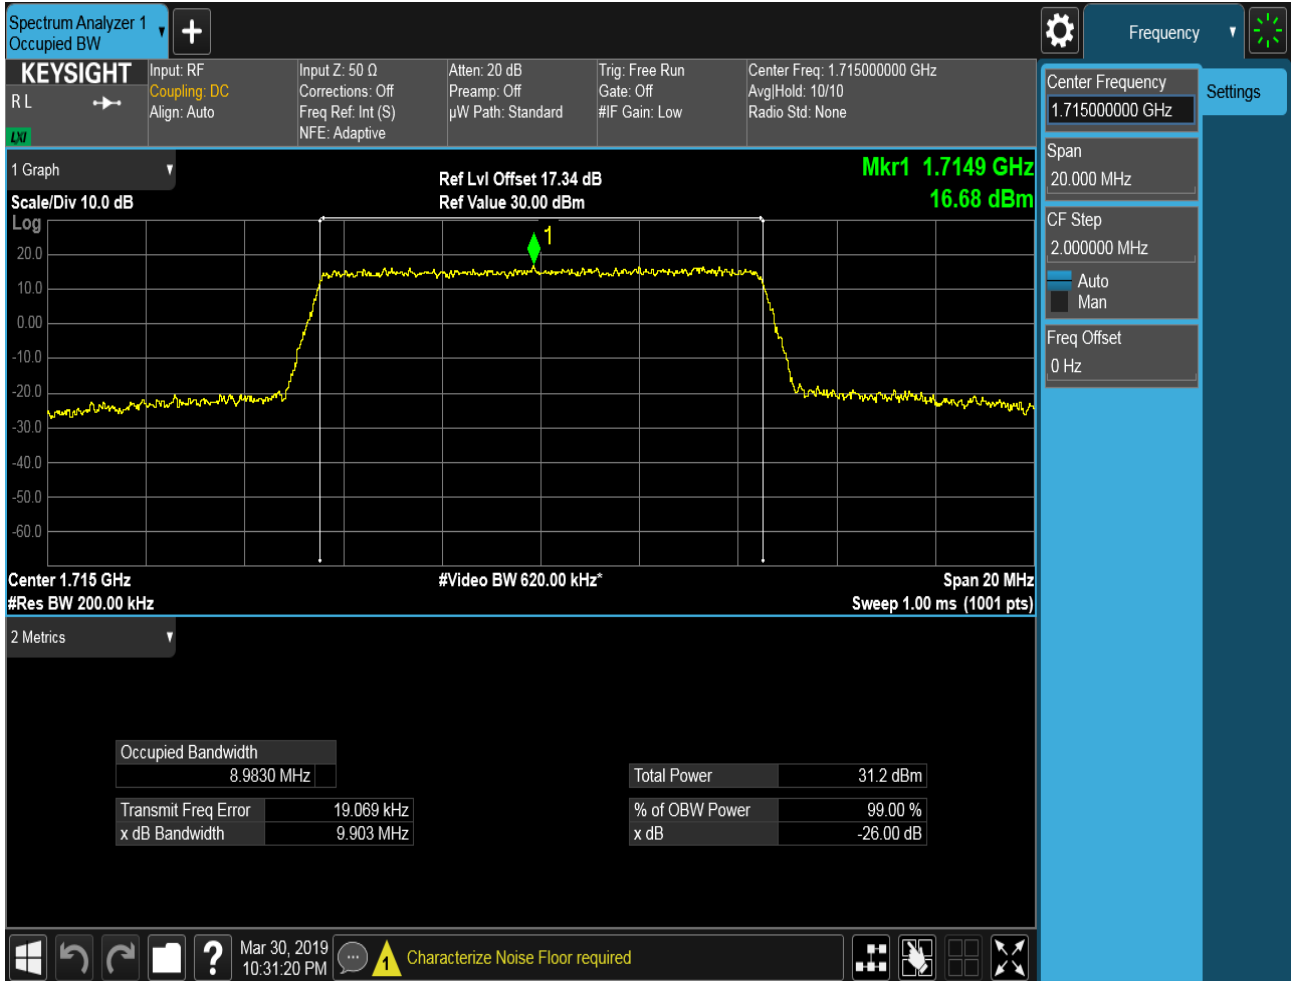 Spectrum Analyzer 1
Occupied BW
+
Frequency
KEYSIGHT
R L
LXI
Input: RF
Coupling: DC
Align: Auto
Input Z: 50 Ω
Corrections: Off
Freq Ref: Int (S)
NFE: Adaptive
Atten: 20 dB
Preamp: Off
µW Path: Standard
Trig: Free Run
Gate: Off
#IF Gain: Low
Center Freq: 1.715000000 GHz
Avg|Hold: 10/10
Radio Std: None
Center Frequency
1.715000000 GHz
Settings
Span
20.000 MHz
CF Step
2.000000 MHz
Auto
Man
Freq Offset
0 Hz
1 Graph
Scale/Div 10.0 dB
Log
Ref Lvl Offset 17.34 dB
Ref Value 30.00 dBm
Mkr1 1.7149 GHz
16.68 dBm
1
20.0
10.0
0.00
-10.0
-20.0
-30.0
-40.0
-50.0
-60.0
Center 1.715 GHz
#Video BW 620.00 kHz*
Span 20 MHz
#Res BW 200.00 kHz
Sweep 1.00 ms (1001 pts)
2 Metrics
Occupied Bandwidth
8.9830 MHz
Transmit Freq Error 19.069 kHz
x dB Bandwidth 9.903 MHz
Total Power 31.2 dBm
% of OBW Power 99.00 %
x dB -26.00 dB
?
Mar 30, 2019
10:31:20 PM
1
Characterize Noise Floor required